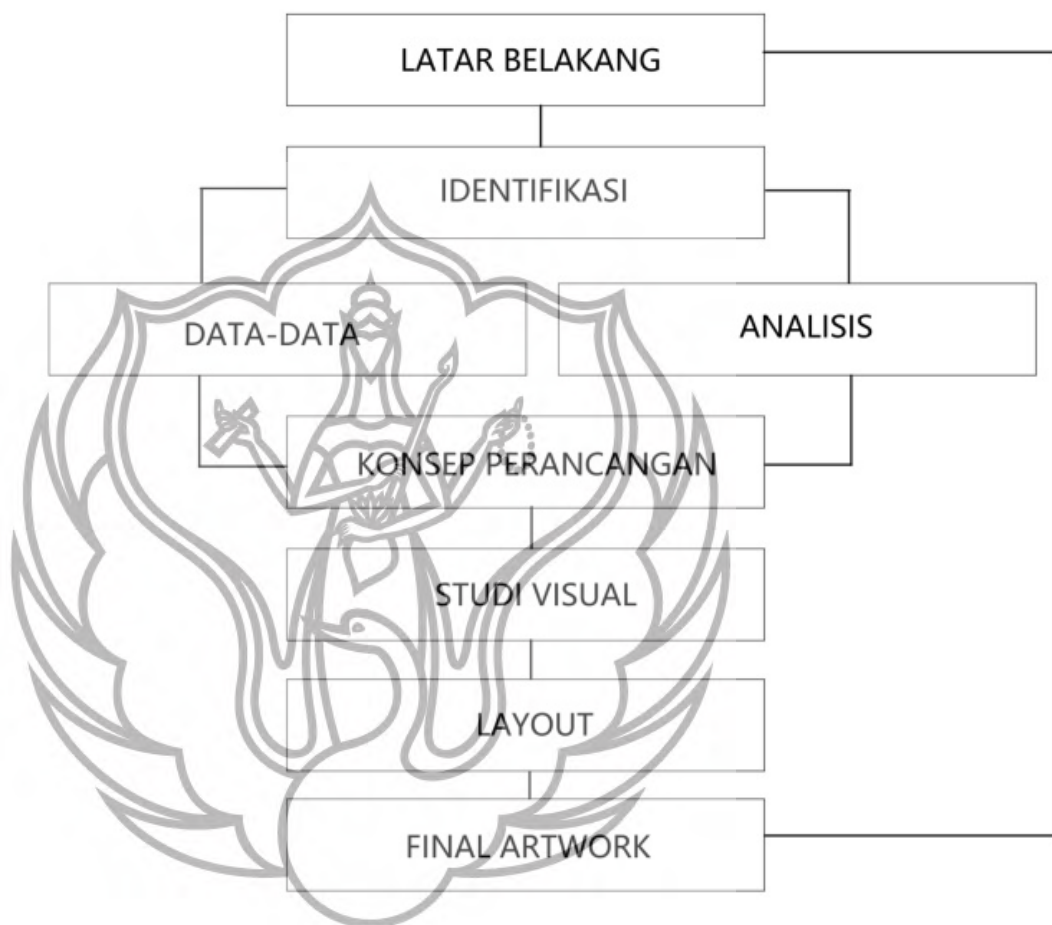 LATAR BELAKANG
IDENTIFIKASI
DATA-DATA
ANALISIS
KONSEP PERANCANGAN
STUDI VISUAL
LAYOUT
FINAL ARTWORK